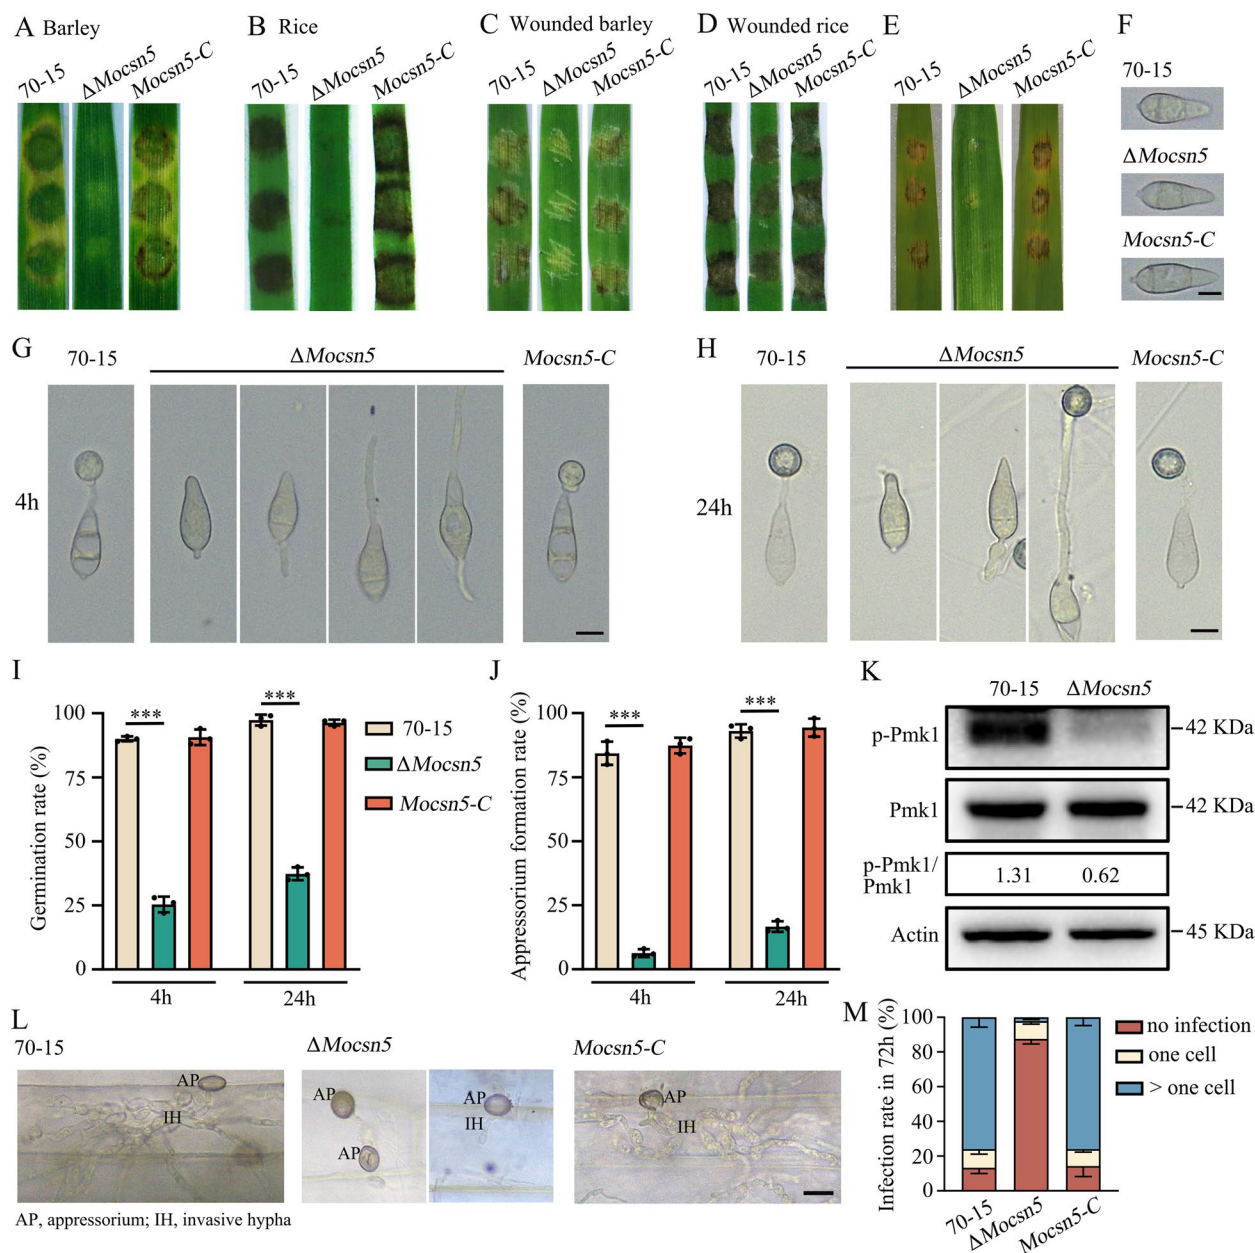 A Barley
70-15 ΔMocsn5 Mocsn5-C
B Rice
70-15 ΔMocsn5 Mocsn5-C
C Wounded barley
70-15 ΔMocsn5 Mocsn5-C
D Wounded rice
70-15 ΔMocsn5 Mocsn5-C
E
70-15 ΔMocsn5 Mocsn5-C
F
70-15
ΔMocsn5
Mocsn5-C
G
70-15 ΔMocsn5 Mocsn5-C
4h
H
70-15 ΔMocsn5 Mocsn5-C
24h
I
Germination rate (%)
100
75
50
25
0
*** ***
4h 24h
70-15
ΔMocsn5
Mocsn5-C
J
Appressorium formation rate (%)
100
75
50
25
0
*** ***
4h 24h
K
70-15 ΔMocsn5
p-Pmk1 42 KDa
Pmk1 42 KDa
p-Pmk1/
Pmk1 1.31 0.62
Actin 45 KDa
L
70-15 ΔMocsn5 Mocsn5-C
AP
IH
AP
AP
AP
IH
AP
IH
AP, appressorium; IH, invasive hypha
M
Infection rate in 72h (%)
100
80
60
40
20
0
70-15 ΔMocsn5 Mocsn5-C
no infection
one cell
> one cell